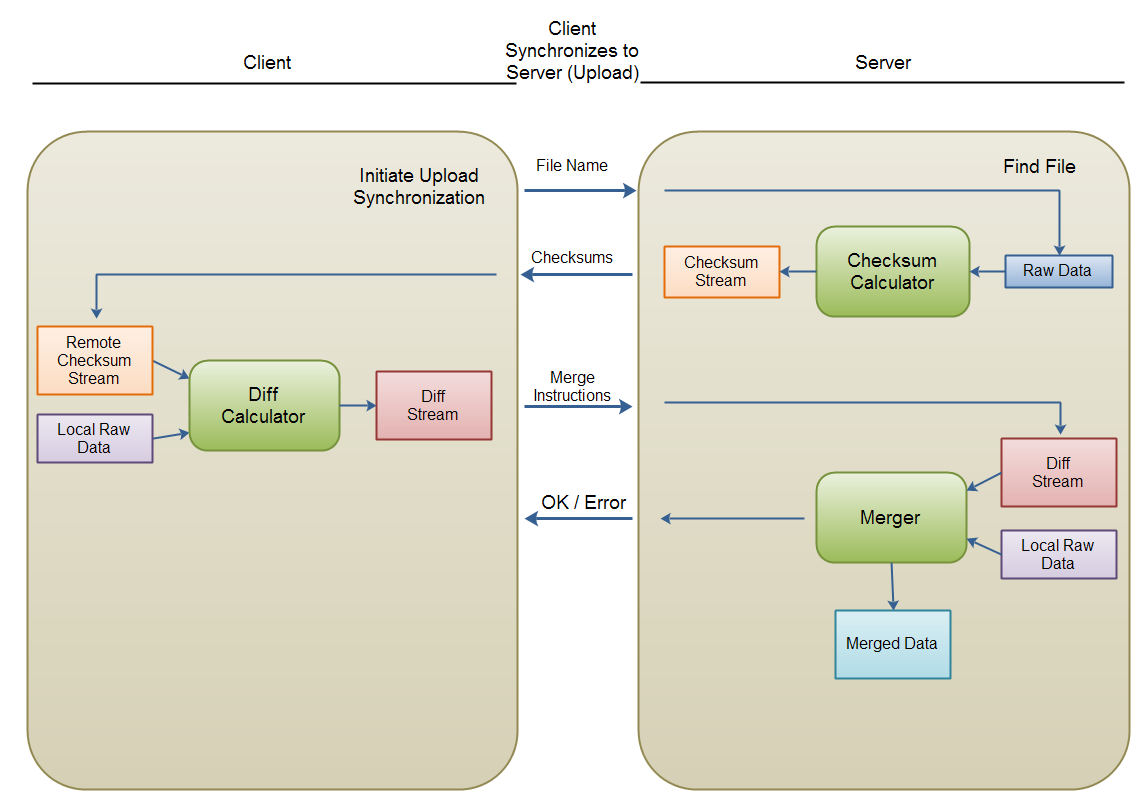 Client
Client
Synchronizes to
Server (Upload)
Server
Initiate Upload
Synchronization
File Name
Find File
Checksums
Checksum
Stream
Checksum
Calculator
Raw Data
Remote
Checksum
Stream
Local Raw
Data
Diff
Calculator
Diff
Stream
Merge
Instructions
Diff
Stream
OK / Error
Merger
Local Raw
Data
Merged Data